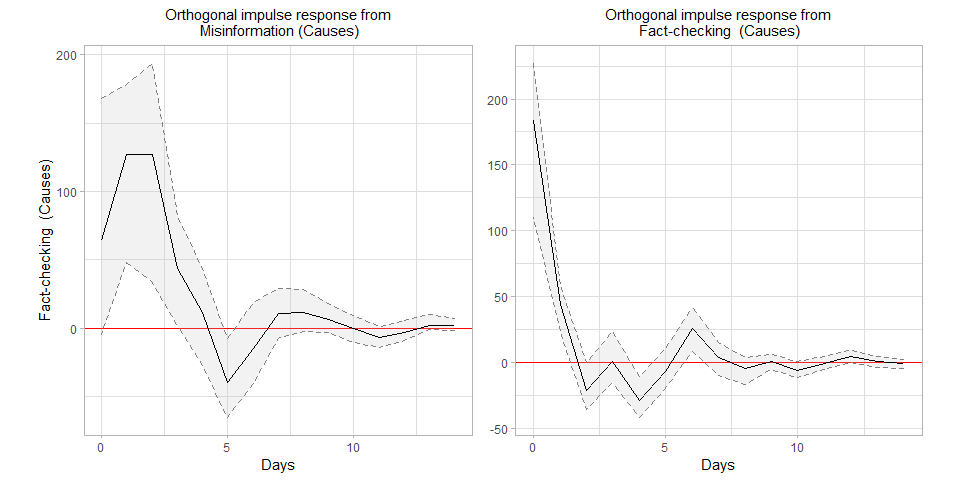 Orthogonal impulse response from
Misinformation (Causes)
200
100
0
Fact-checking (Causes)
0
5
10
Days
Orthogonal impulse response from
Fact-checking (Causes)
200
150
100
50
0
-50
0
5
10
Days